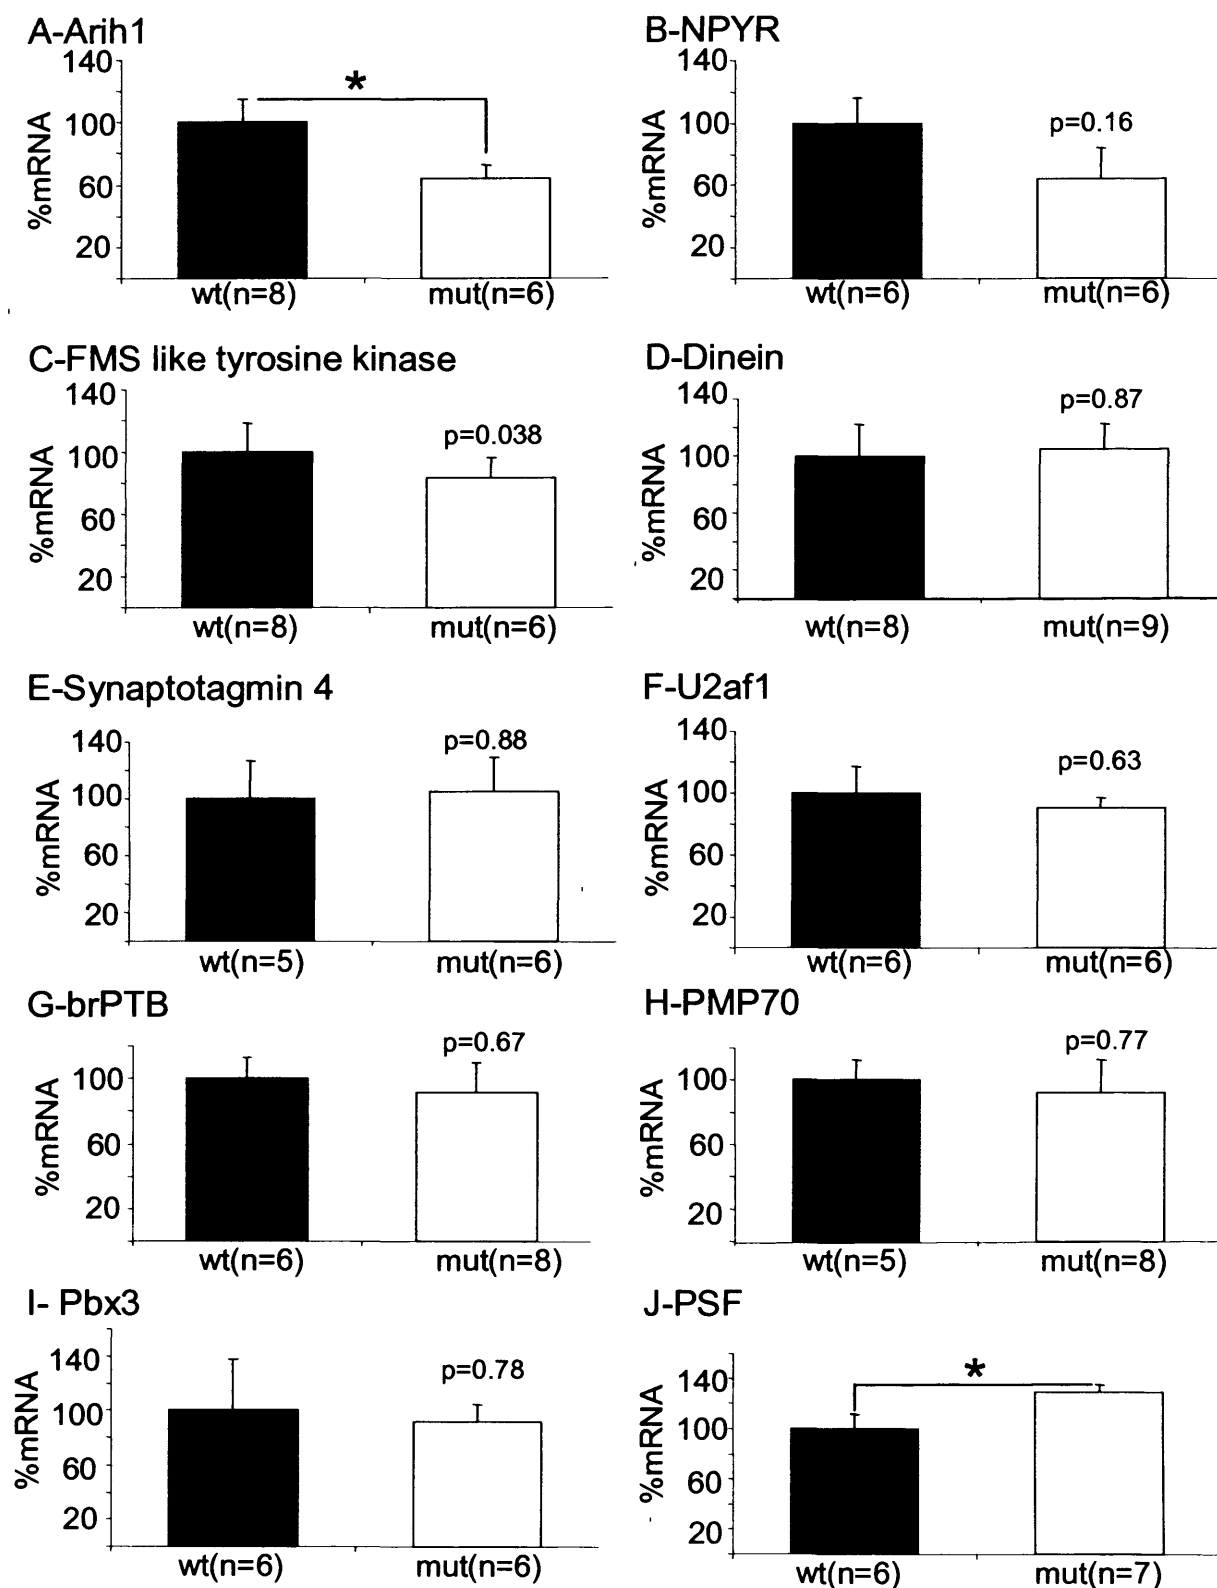 A-Arih1
140
100
60
20
%mRNA
*
wt(n=8)
mut(n=6)
B-NPYR
140
100
60
20
%mRNA
p=0.16
wt(n=6)
mut(n=6)
C-FMS like tyrosine kinase
140
100
60
20
%mRNA
p=0.038
wt(n=8)
mut(n=6)
D-Dinein
140
100
60
20
%mRNA
p=0.87
wt(n=8)
mut(n=9)
E-Synaptotagmin 4
140
100
60
20
%mRNA
p=0.88
wt(n=5)
mut(n=6)
F-U2af1
140
100
60
20
%mRNA
p=0.63
wt(n=6)
mut(n=6)
G-brPTB
100
60
20
%mRNA
p=0.67
wt(n=6)
mut(n=8)
H-PMP70
100
60
20
%mRNA
p=0.77
wt(n=5)
mut(n=8)
I- Pbx3
140
100
60
20
%mRNA
p=0.78
wt(n=6)
mut(n=6)
J-PSF
140
100
60
20
%mRNA
*
wt(n=6)
mut(n=7)